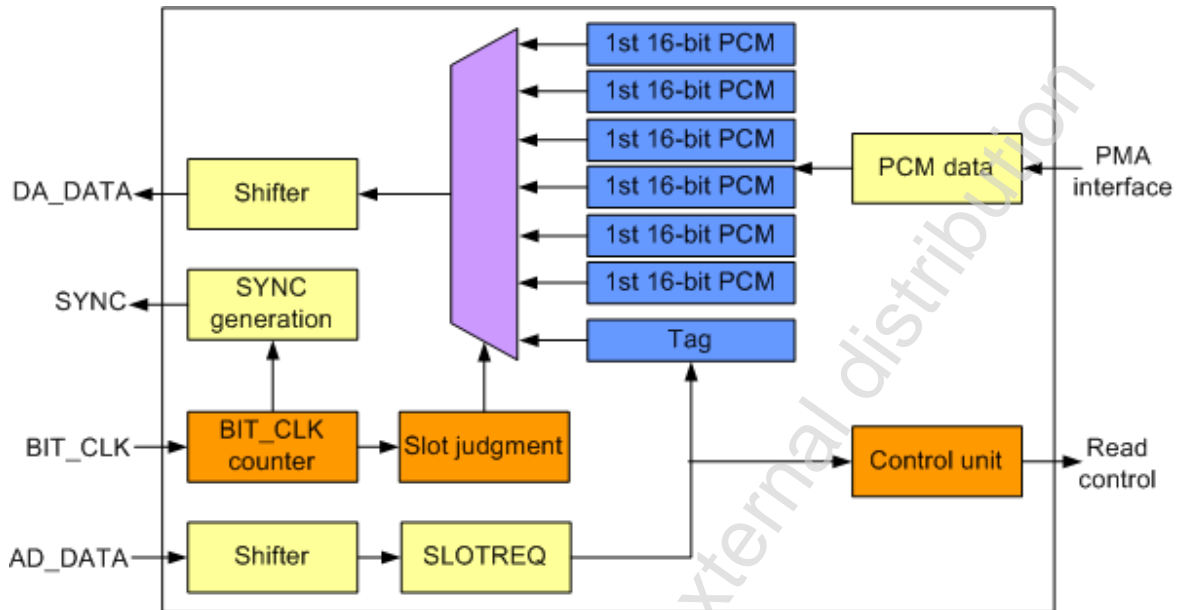 1st 16-bit PCM
1st 16-bit PCM
1st 16-bit PCM
1st 16-bit PCM
1st 16-bit PCM
1st 16-bit PCM
Tag
PCM data
PMA
interface
DA_DATA
Shifter
SYNC
SYNC
generation
BIT_CLK
BIT_CLK
counter
Slot judgment
Control unit
Read
control
AD_DATA
Shifter
SLOTREQ
external distribution